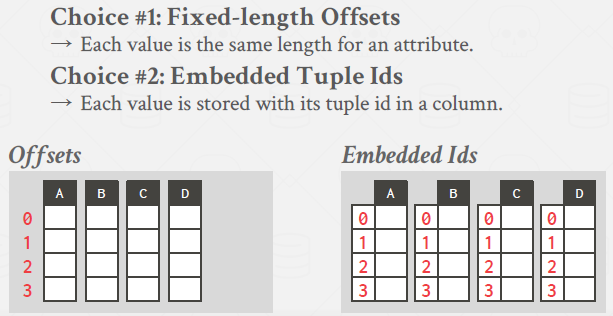 Choice #1: Fixed-length Offsets
→ Each value is the same length for an attribute.
Choice #2: Embedded Tuple Ids
→ Each value is stored with its tuple id in a column.
Offsets
A B C D
0
1
2
3
Embedded Ids
A B C D
0 0 0 0
1 1 1 1
2 2 2 2
3 3 3 3